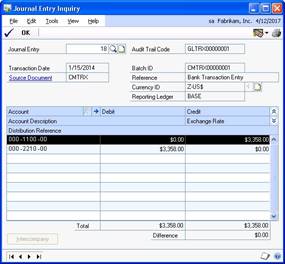 Journal Entry Inquiry
File Edit Tools View Help sa Fabrikam, Inc. 4/12/2017
OK
Journal Entry 18 Audit Trail Code GLTRX00000001
Transaction Date 1/15/2014 Batch ID CMTRX00000001
Source Document CMTRX Reference Bank Transaction Entry
Currency ID Z-US$
Reporting Ledger BASE
Account Debit Credit
Account Description Exchange Rate
Distribution Reference
000-1100-00 $0.00 $3,358.00
000-2210-00 $3,358.00 $0.00
Total $3,358.00 $3,358.00
Difference $0.00
Intercompany